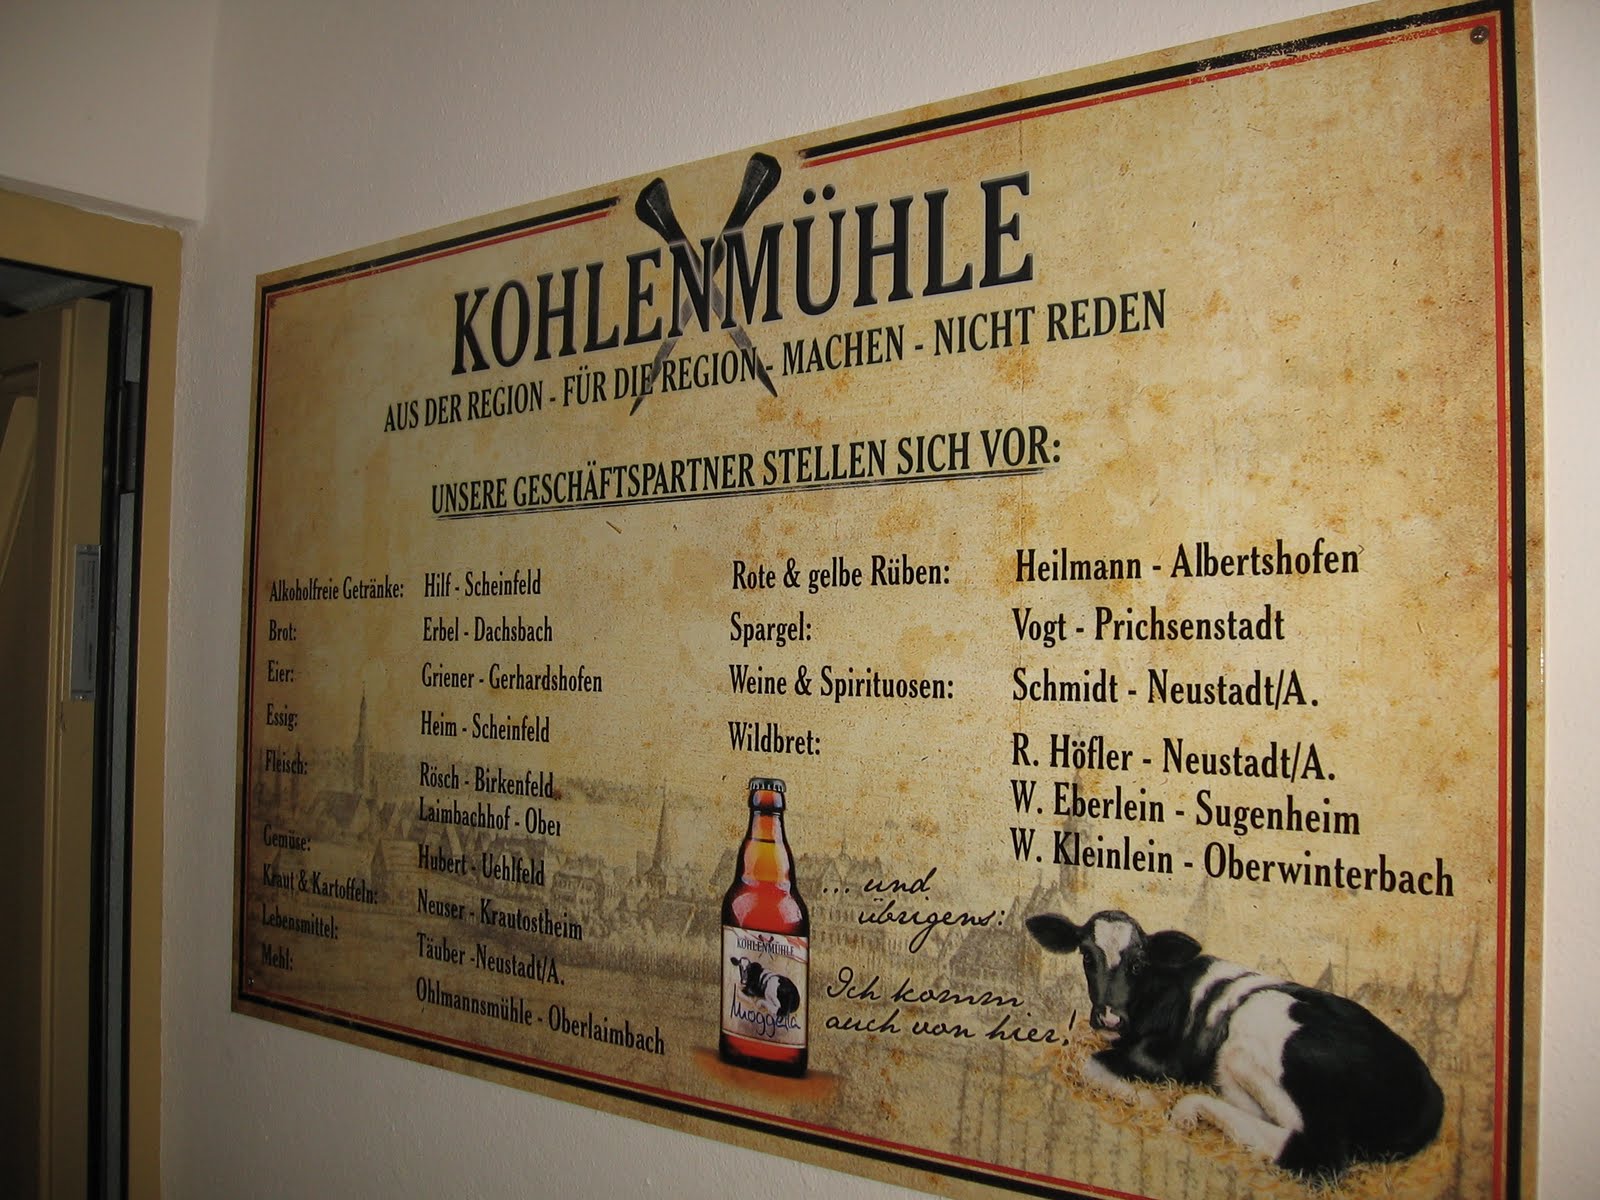 KOHLENMÜHLE
AUS DER REGION - FÜR DIE REGION - MACHEN - NICHT REDEN
UNSERE GESCHÄFTSPARTNER STELLEN SICH VOR:
Alkoholfreie Getränke: Hilf - Scheinfeld
Brot: Erbel - Dachsbach
Eier: Griener - Gerhardshofen
Essig: Heim - Scheinfeld
Fleisch: Rösch - Birkenfeld
Laimbachhof - Ober
Gemüse: Hubert - Uehlfeld
Kraut & Kartoffeln: Neuser - Krautostheim
Lebensmittel: Täuber -Neustadt/A.
Mehl: Ohlmannsmühle - Oberlaimbach
Rote & gelbe Rüben: Heilmann - Albertshofen
Spargel: Vogt - Prichsenstadt
Weine & Spirituosen: Schmidt - Neustadt/A.
Wildbret: R. Höfler - Neustadt/A.
W. Eberlein - Sugenheim
W. Kleinlein - Oberwinterbach
KOHLENMÜHLE
Moggerla
... und
übrigens:
Ich komm
auch von hier!